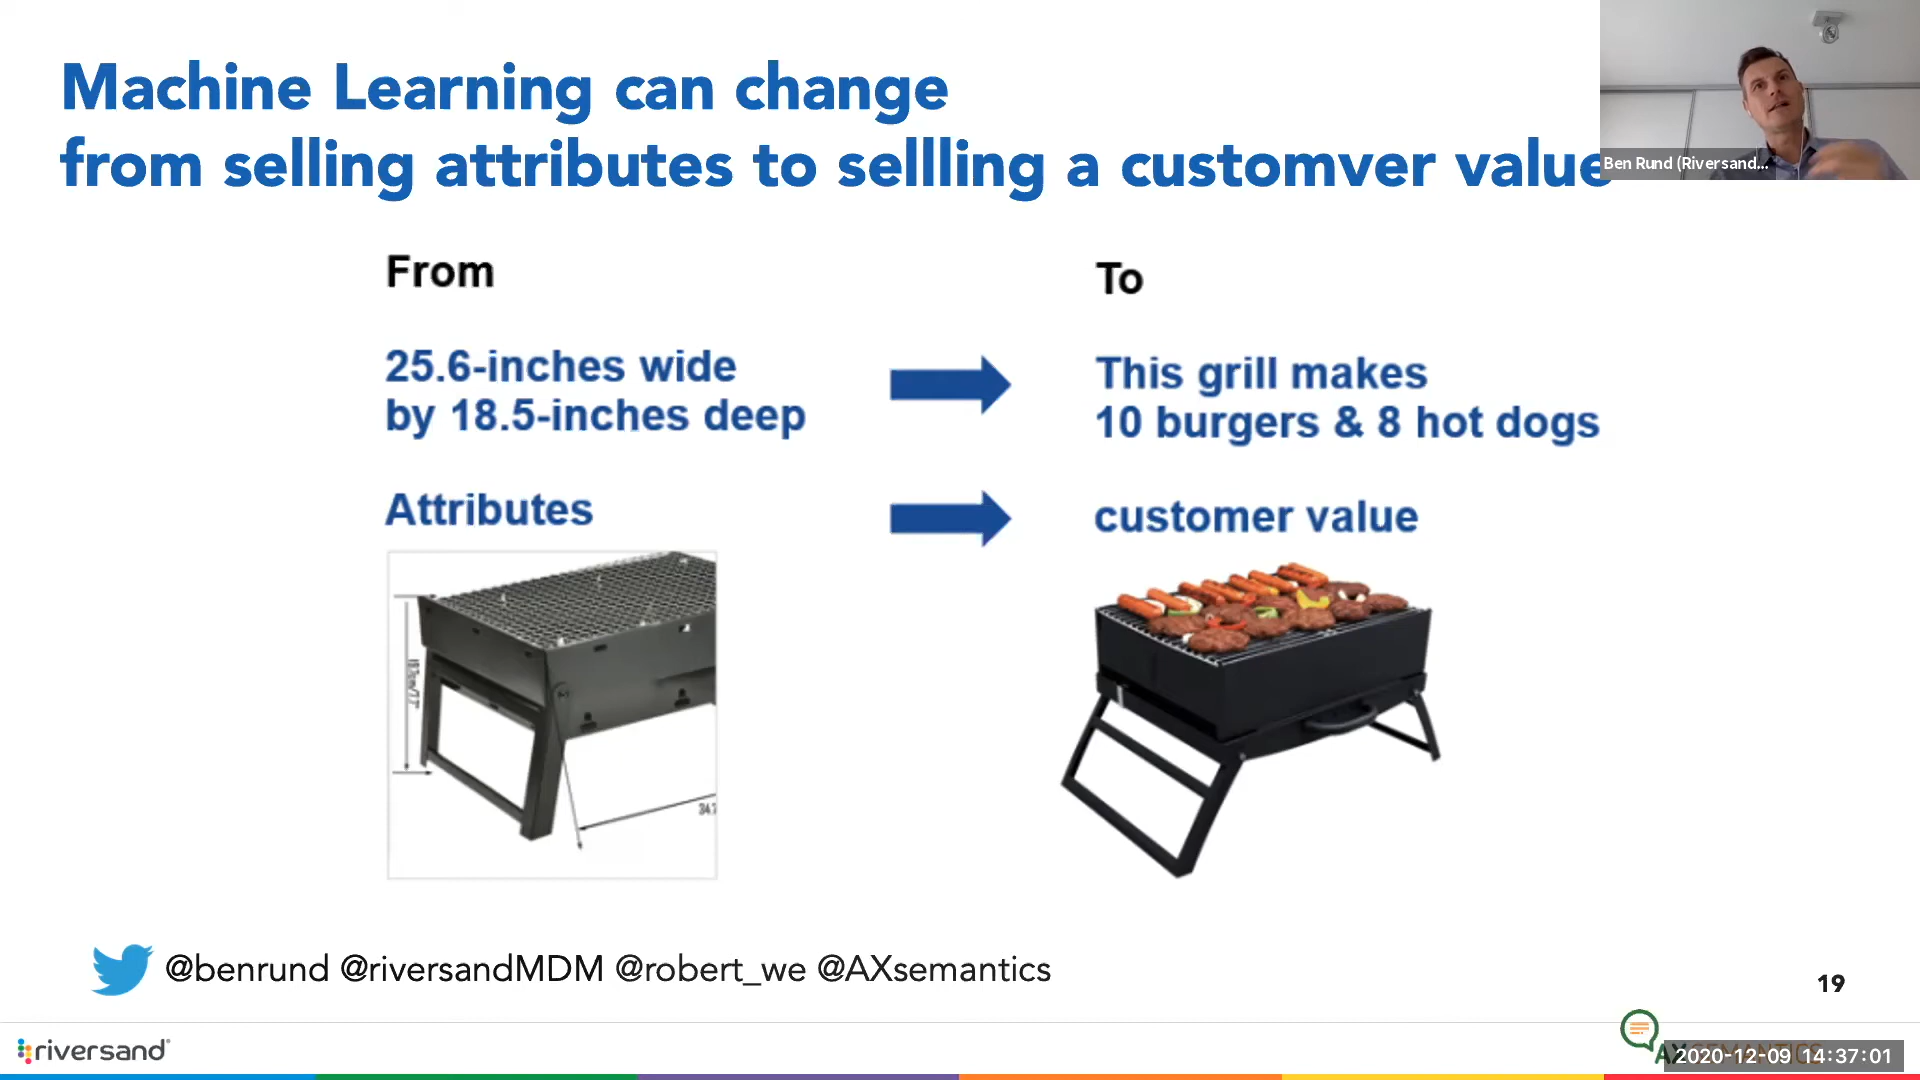 Machine Learning can change
from selling attributes to sellling a customver value
Ben Rund (Riversand...
From
To
25.6-inches wide
by 18.5-inches deep
This grill makes
10 burgers & 8 hot dogs
Attributes
customer value
@benrund @riversandMDM @robert_we @AXsemantics
19
riversand®
2020-12-09 14:37:01